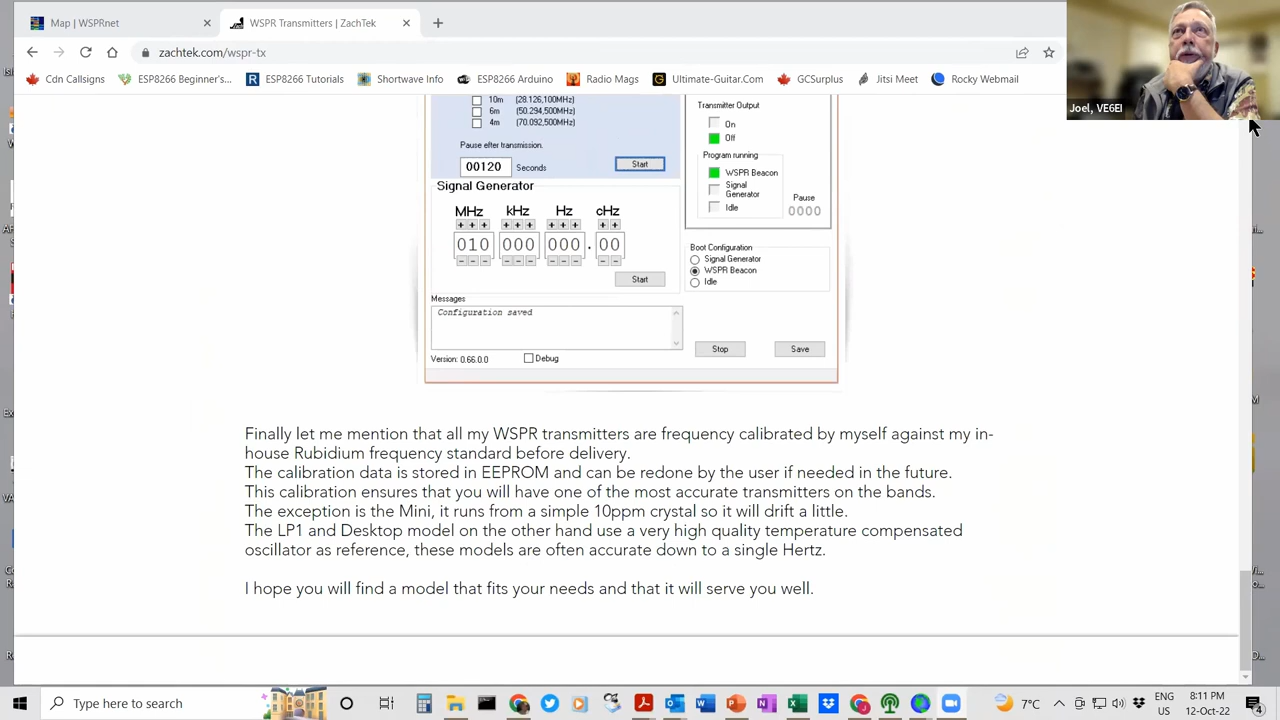 Map | WSPRnet
WSPR Transmitters | ZachTek
zachtek.com/wspr-tx
Cdn Callsigns ESP8266 Beginner's... ESP8266 Tutorials Shortwave Info ESP8266 Arduino Radio Mags Ultimate-Guitar.Com GCSurplus Jitsi Meet Rocky Webmail
Joel, VE6EI
10m (28.126,100MHz)
6m (50.294,500MHz)
4m (70.092,500MHz)
Pause efter transmission.
00120 Seconds Start
Transmitter Output
On
Off
Program running
WSPR Beacon
Signal
Generator
Idle
Pause
0000
Signal Generator
MHz kHz Hz cHz
010 000 000 . 00
Start
Boot Configuration
Signal Generator
WSPR Beacon
Idle
Messages
Configuration saved
Version: 0.66.0.0 Debug
Stop Save
Finally let me mention that all my WSPR transmitters are frequency calibrated by myself against my in-
house Rubidium frequency standard before delivery.
The calibration data is stored in EEPROM and can be redone by the user if needed in the future.
This calibration ensures that you will have one of the most accurate transmitters on the bands.
The exception is the Mini, it runs from a simple 10ppm crystal so it will drift a little.
The LP1 and Desktop model on the other hand use a very high quality temperature compensated
oscillator as reference, these models are often accurate down to a single Hertz.
I hope you will find a model that fits your needs and that it will serve you well.
Type here to search
7°C
ENG
US
8:11 PM
12-Oct-22
4